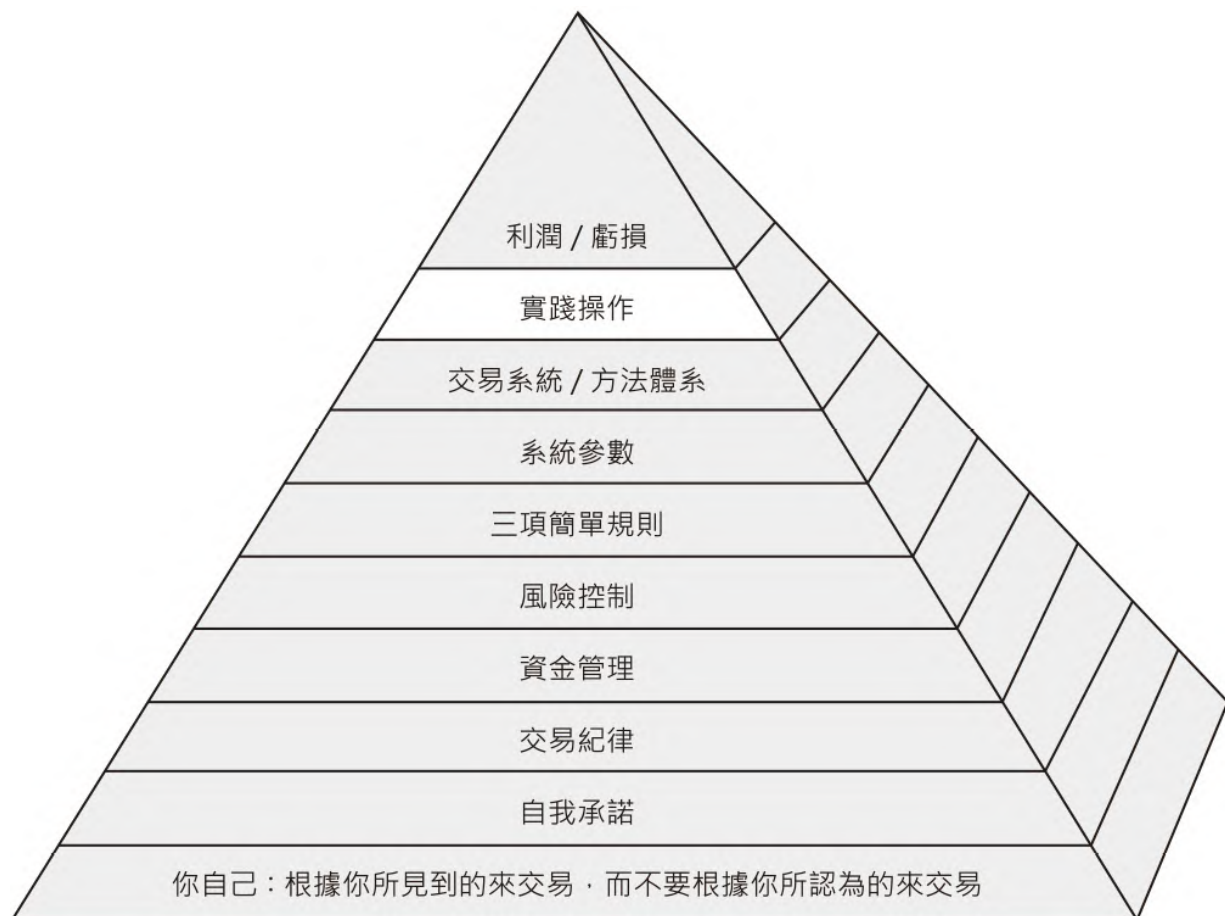 利潤 / 虧損
實踐操作
交易系統 / 方法體系
系統參數
三項簡單規則
風險控制
資金管理
交易紀律
自我承諾
你自己：根據你所見到的來交易，而不要根據你所認為的來交易